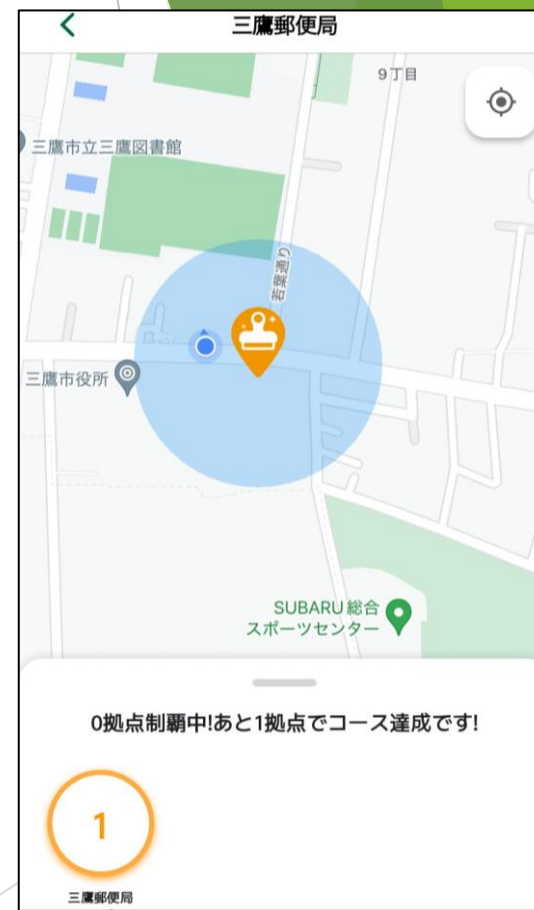 三鷹郵便局
9丁目
三鷹市立三鷹図書館
若葉通り
三鷹市役所
SUBARU総合
スポーツセンター
0拠点制覇中!あと1拠点でコース達成です!
1
三鷹郵便局